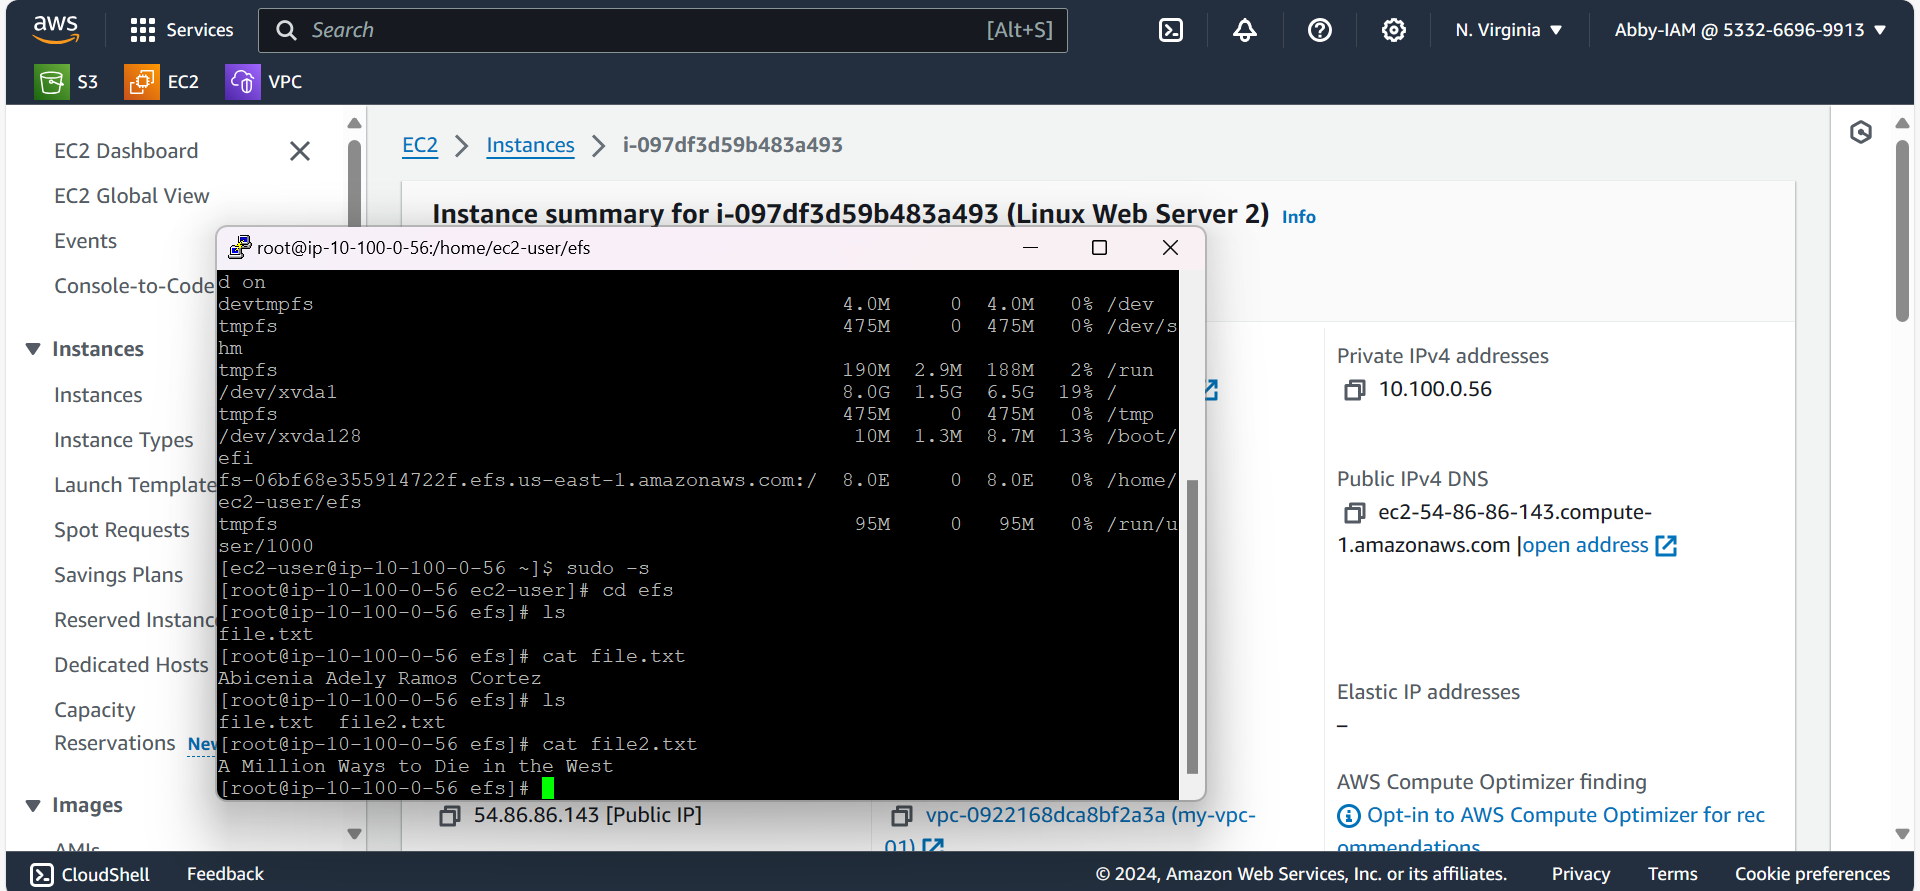 aws
Services
Search [Alt+S]
N. Virginia
Abby-IAM @ 5332-6696-9913
S3
EC2
VPC
EC2 Dashboard
EC2 Global View
Events
Console-to-Code
Instances
Instances
Instance Types
Launch Template
Spot Requests
Savings Plans
Reserved Instanc
Dedicated Hosts
Capacity
Reservations New
Images
AMIs
EC2 > Instances > i-097df3d59b483a493
Instance summary for i-097df3d59b483a493 (Linux Web Server 2) Info
root@ip-10-100-0-56:/home/ec2-user/efs
d on
devtmpfs 4.0M 0 4.0M 0% /dev
tmpfs 475M 0 475M 0% /dev/s
hm
tmpfs 190M 2.9M 188M 2% /run
/dev/xvda1 8.0G 1.5G 6.5G 19% /
tmpfs 475M 0 475M 0% /tmp
/dev/xvda128 10M 1.3M 8.7M 13% /boot/
efi
fs-06bf68e355914722f.efs.us-east-1.amazonaws.com:/ 8.0E 0 8.0E 0% /home/
ec2-user/efs
tmpfs 95M 0 95M 0% /run/u
ser/1000
[ec2-user@ip-10-100-0-56 ~]$ sudo -s
[root@ip-10-100-0-56 ec2-user]# cd efs
[root@ip-10-100-0-56 efs]# ls
file.txt
[root@ip-10-100-0-56 efs]# cat file.txt
Abicenia Adely Ramos Cortez
[root@ip-10-100-0-56 efs]# ls
file.txt file2.txt
[root@ip-10-100-0-56 efs]# cat file2.txt
A Million Ways to Die in the West
[root@ip-10-100-0-56 efs]#
54.86.86.143 [Public IP]
vpc-0922168dca8bf2a3a (my-vpc-
01)
Private IPv4 addresses
10.100.0.56
Public IPv4 DNS
ec2-54-86-86-143.compute-
1.amazonaws.com |open address
Elastic IP addresses
–
AWS Compute Optimizer finding
Opt-in to AWS Compute Optimizer for rec
ommendations
CloudShell
Feedback
© 2024, Amazon Web Services, Inc. or its affiliates.
Privacy
Terms
Cookie preferences